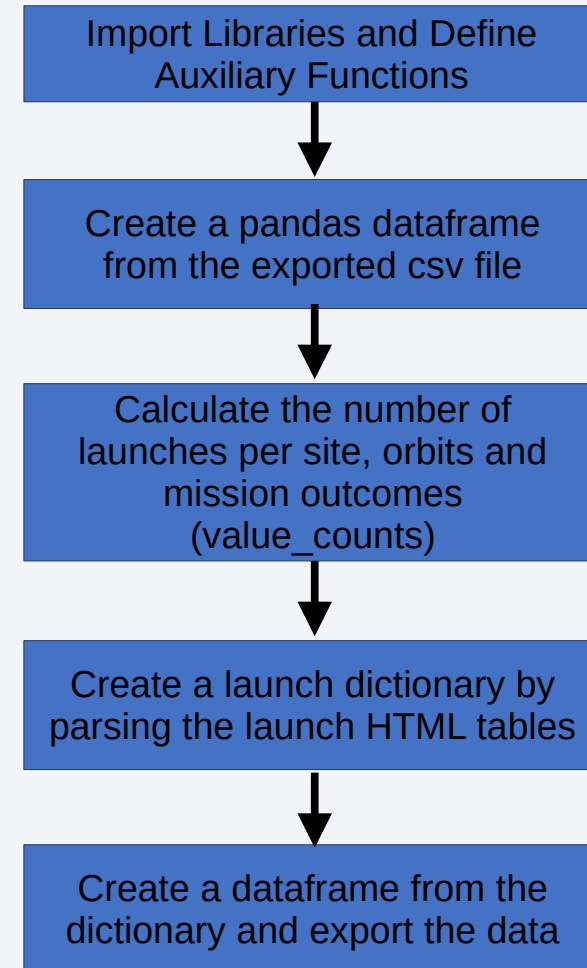 Import Libraries and Define
Auxiliary Functions
Create a pandas dataframe
from the exported csv file
Calculate the number of
launches per site, orbits and
mission outcomes
(value_counts)
Create a launch dictionary by
parsing the launch HTML tables
Create a dataframe from the
dictionary and export the data